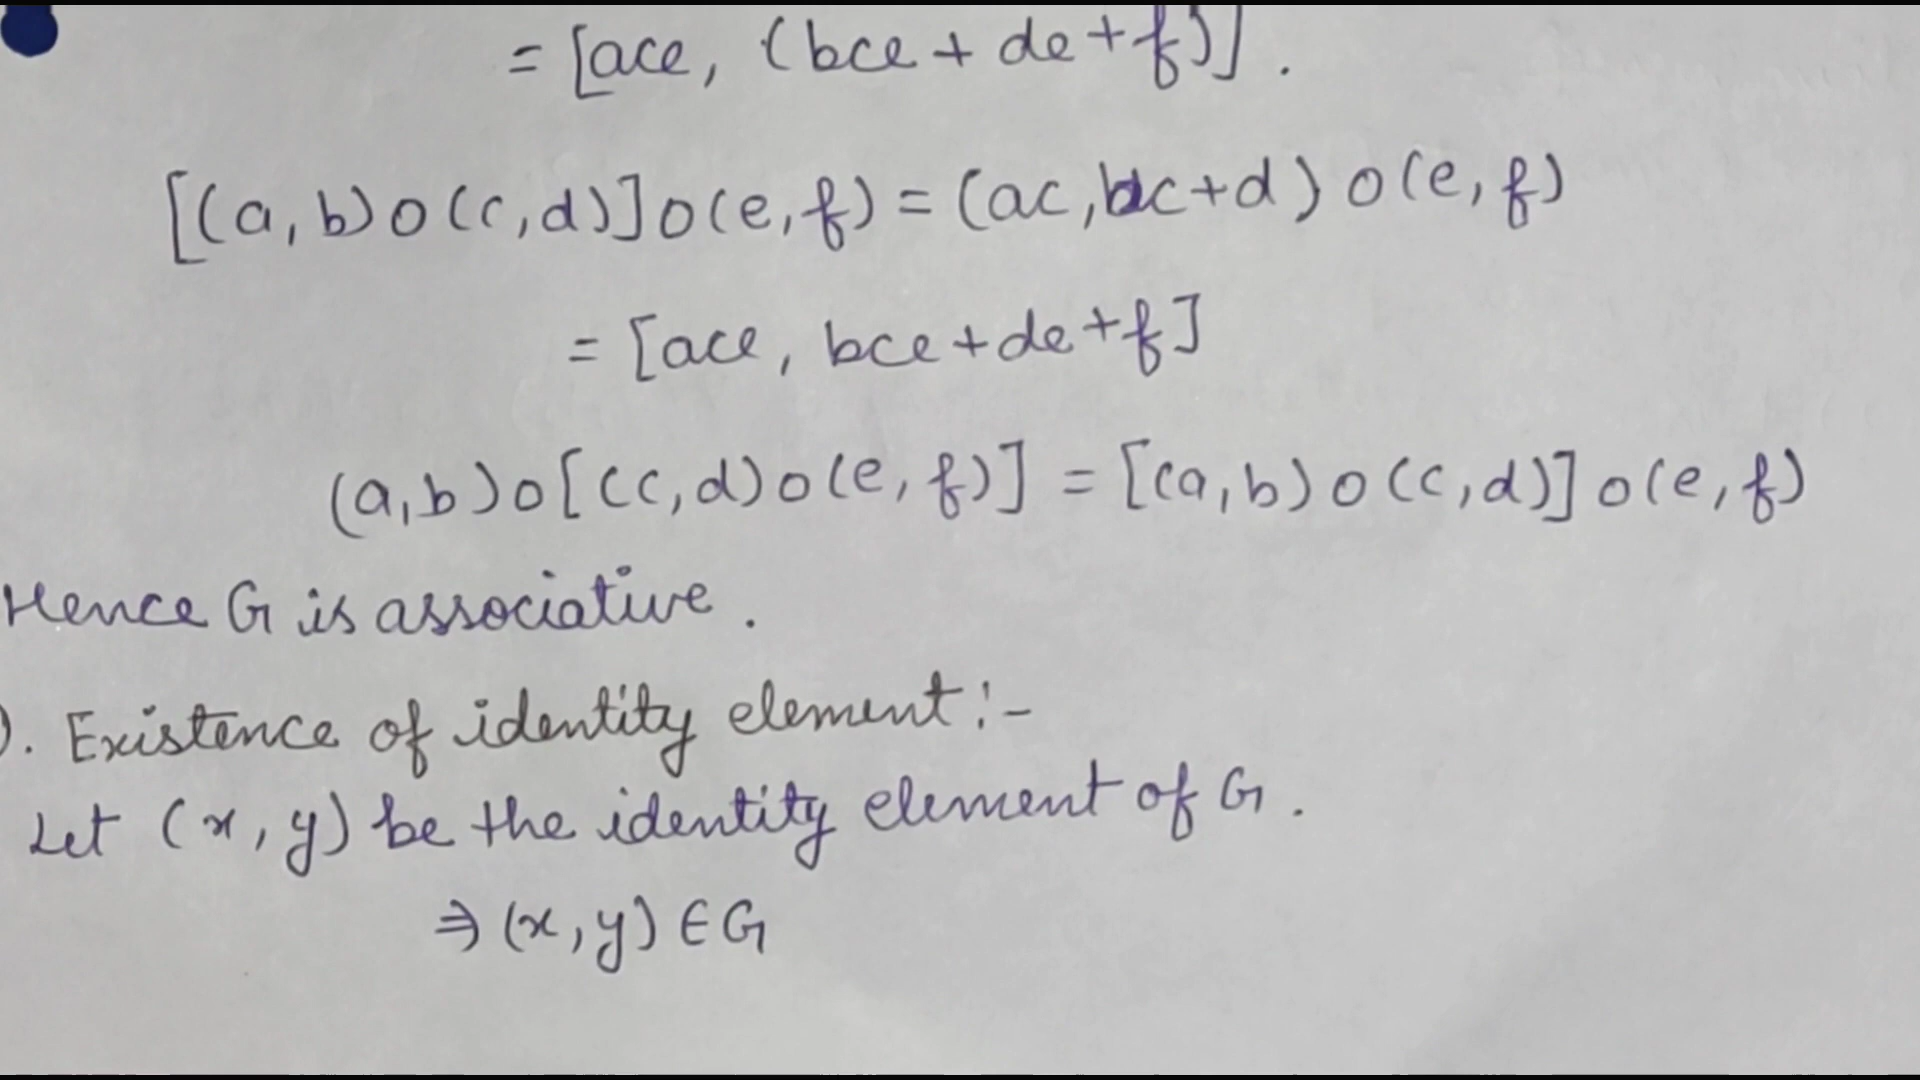 = [ace, (bce + de + f)].
[(a, b) o (c, d)] o (e, f) = (ac, bc + d) o (e, f)
= [ace, bce + de + f]
(a, b) o [(c, d) o (e, f)] = [(a, b) o (c, d)] o (e, f)
Hence G is associative.
). Existence of identity element :-
Let (x, y) be the identity element of G.
⇒ (x, y) ∈ G